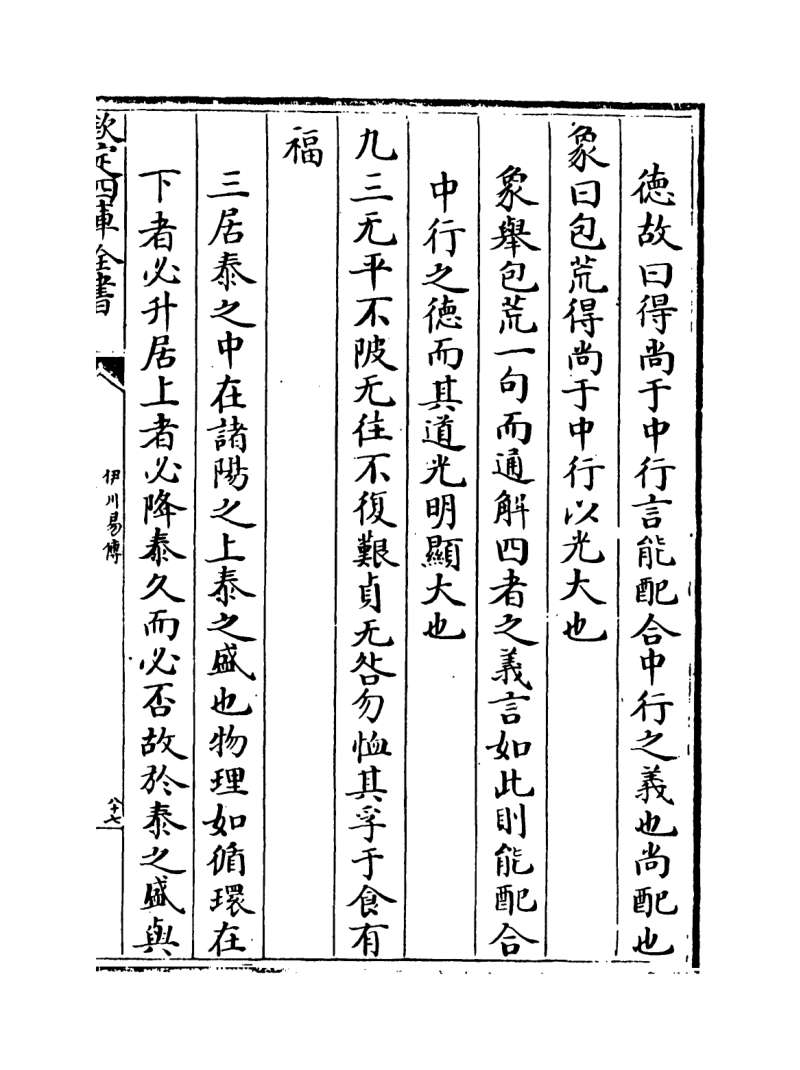 德故曰得尚于中行言能配合中行之義也尚配也
象曰包荒得尚于中行以光大也
象舉包荒一句而通解四者之義言如此則能配合
中行之德而其道光明顯大也
九三无平不陂无往不復艱貞无咎勿恤其孚于食有
福
三居泰之中在諸陽之上泰之盛也物理如循環在
下者必升居上者必降泰久而必否故於泰之盛與
欽定四庫全書
伊川易傳
八十七